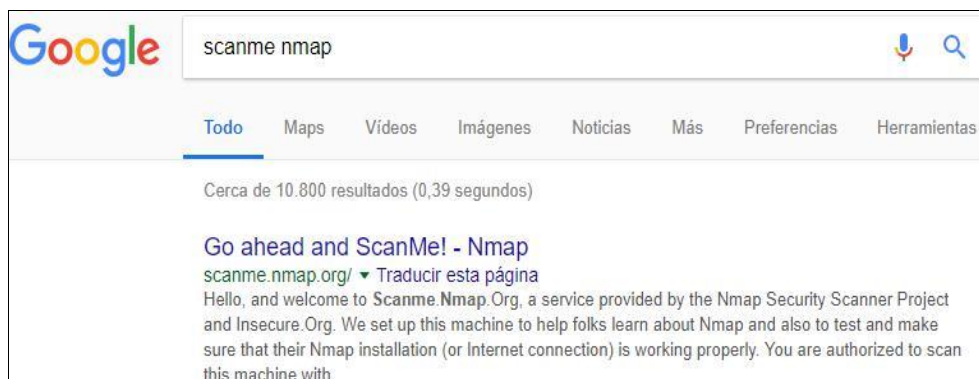 Google
scanme nmap
Todo Maps Vídeos Imágenes Noticias Más Preferencias Herramientas
Cerca de 10.800 resultados (0,39 segundos)
Go ahead and ScanMe! - Nmap
scanme.nmap.org/ ▾ Traducir esta página
Hello, and welcome to Scanme.Nmap.Org, a service provided by the Nmap Security Scanner Project
and Insecure.Org. We set up this machine to help folks learn about Nmap and also to test and make
sure that their Nmap installation (or Internet connection) is working properly. You are authorized to scan
this machine with